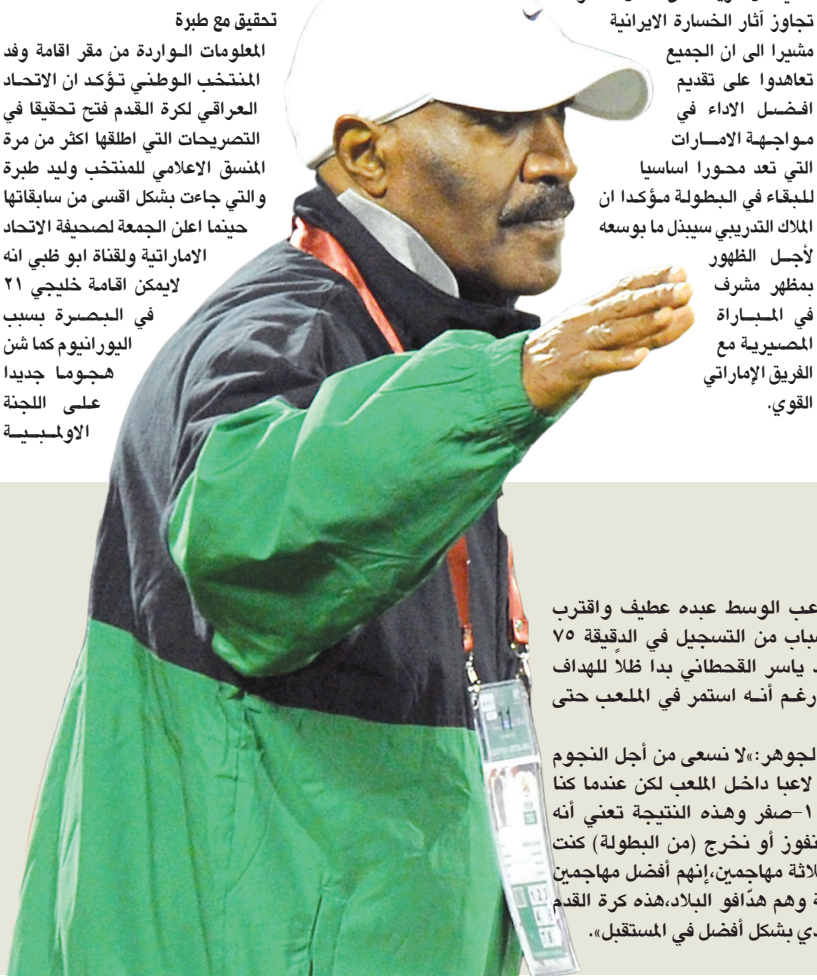 تجاوز آثار الخسارة الايرانية
مشيرا الى ان الجميع
تعاهدوا على تقديم
افضل الاداء في
مواجهة الامارات
التي تعد محورا اساسيا
للبقاء في البطولة مؤكدا ان
الملاك التدريبي سيبذل ما بوسعه
لأجل الظهور
بمظهر مشرف
في المباراة
المصيرية مع
الفريق الإماراتي
القوي.
تحقيق مع طبرة
المعلومات الواردة من مقر اقامة وفد
المنتخب الوطني تؤكد ان الاتحاد
العراقي لكرة القدم فتح تحقيقا في
التصريحات التي اطلقها اكثر من مرة
المنسق الاعلامي للمنتخب وليد طبرة
والتي جاءت بشكل اقسى من سابقاتها
حينما اعلن الجمعة لصحيفة الاتحاد
الاماراتية ولقناة ابو ظبي انه
لايمكن اقامة خليجي ٢١
في البصرة بسبب
اليورانيوم كما شن
هجوما جديدا
على اللجنة
الاولمبية
عب الوسط عبده عطيف واقترب
باب من التسجيل في الدقيقة ٧٥
ياسر القحطاني بدا ظلاً للهداف
رغم أنه استمر في الملعب حتى
لجوهر:»لا نسعى من أجل النجوم
لاعبا داخل الملعب لكن عندما كنا
١-صفر وهذه النتيجة تعني أنه
نفوز أو نخرج (من البطولة) كنت
لاثة مهاجمين،إنهم أفضل مهاجمين
ة وهم هدّافو البلاد،هذه كرة القدم
دي بشكل أفضل في المستقبل».